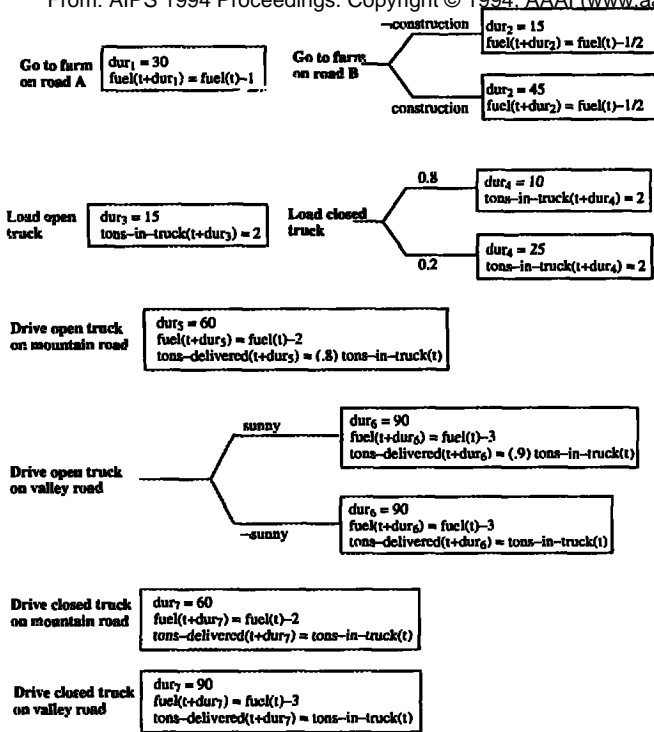 From: AIPS 1994 Proceedings. Copyright © 1994, AAAI (www.aa
Go to farm
on road A
dur₁ = 30
fuel(t+dur₁) = fuel(t)–1
Go to farm
on road B
¬construction
dur₂ = 15
fuel(t+dur₂) = fuel(t)–1/2
construction
dur₂ = 45
fuel(t+dur₂) = fuel(t)–1/2
Load open
truck
dur₃ = 15
tons–in–truck(t+dur₃) = 2
Load closed
truck
0.8
dur₄ = 10
tons–in–truck(t+dur₄) = 2
0.2
dur₄ = 25
tons–in–truck(t+dur₄) = 2
Drive open truck
on mountain road
dur₅ = 60
fuel(t+dur₅) = fuel(t)–2
tons–delivered(t+dur₅) = (.8) tons–in–truck(t)
Drive open truck
on valley road
sunny
dur₆ = 90
fuel(t+dur₆) = fuel(t)–3
tons–delivered(t+dur₆) = (.9) tons–in–truck(t)
¬sunny
dur₆ = 90
fuel(t+dur₆) = fuel(t)–3
tons–delivered(t+dur₆) = tons–in–truck(t)
Drive closed truck
on mountain road
dur₇ = 60
fuel(t+dur₇) = fuel(t)–2
tons–delivered(t+dur₇) = tons–in–truck(t)
Drive closed truck
on valley road
dur₇ = 90
fuel(t+dur₇) = fuel(t)–3
tons–delivered(t+dur₇) = tons–in–truck(t)